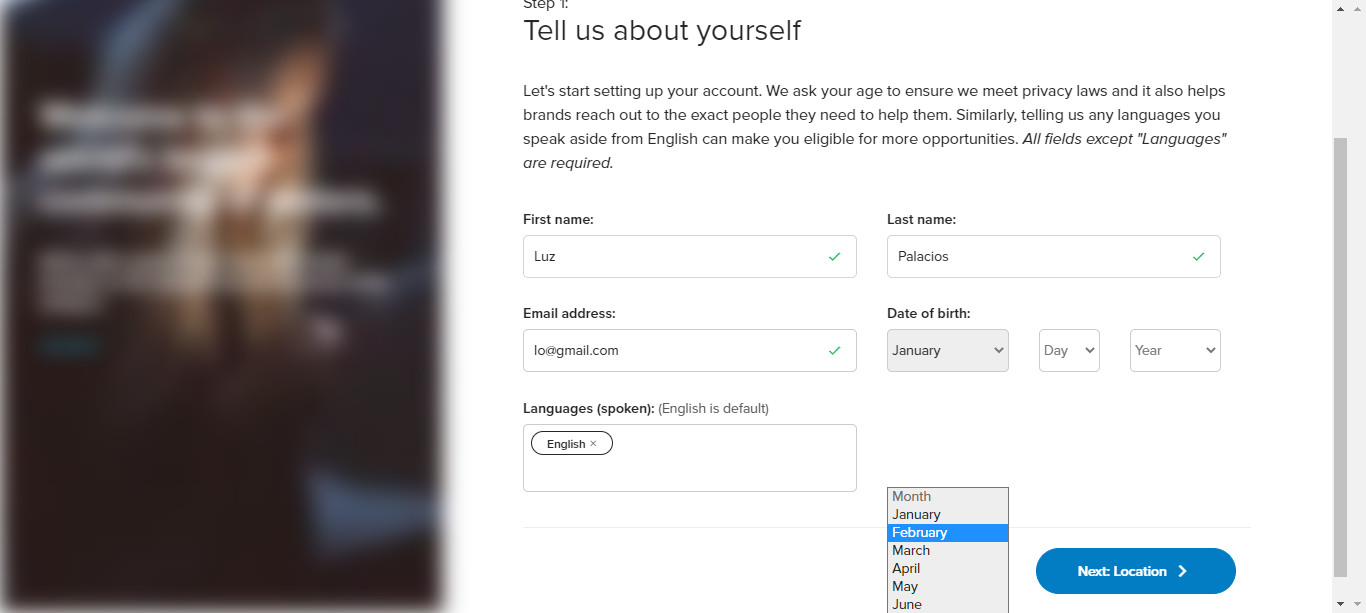 Step 1:
Tell us about yourself
Let's start setting up your account. We ask your age to ensure we meet privacy laws and it also helps
brands reach out to the exact people they need to help them. Similarly, telling us any languages you
speak aside from English can make you eligible for more opportunities. All fields except "Languages"
are required.
First name:
Last name:
Luz
Palacios
Email address:
Date of birth:
lo@gmail.com
January
Day
Year
Languages (spoken): (English is default)
English ×
Month
January
February
March
April
May
June
Next: Location